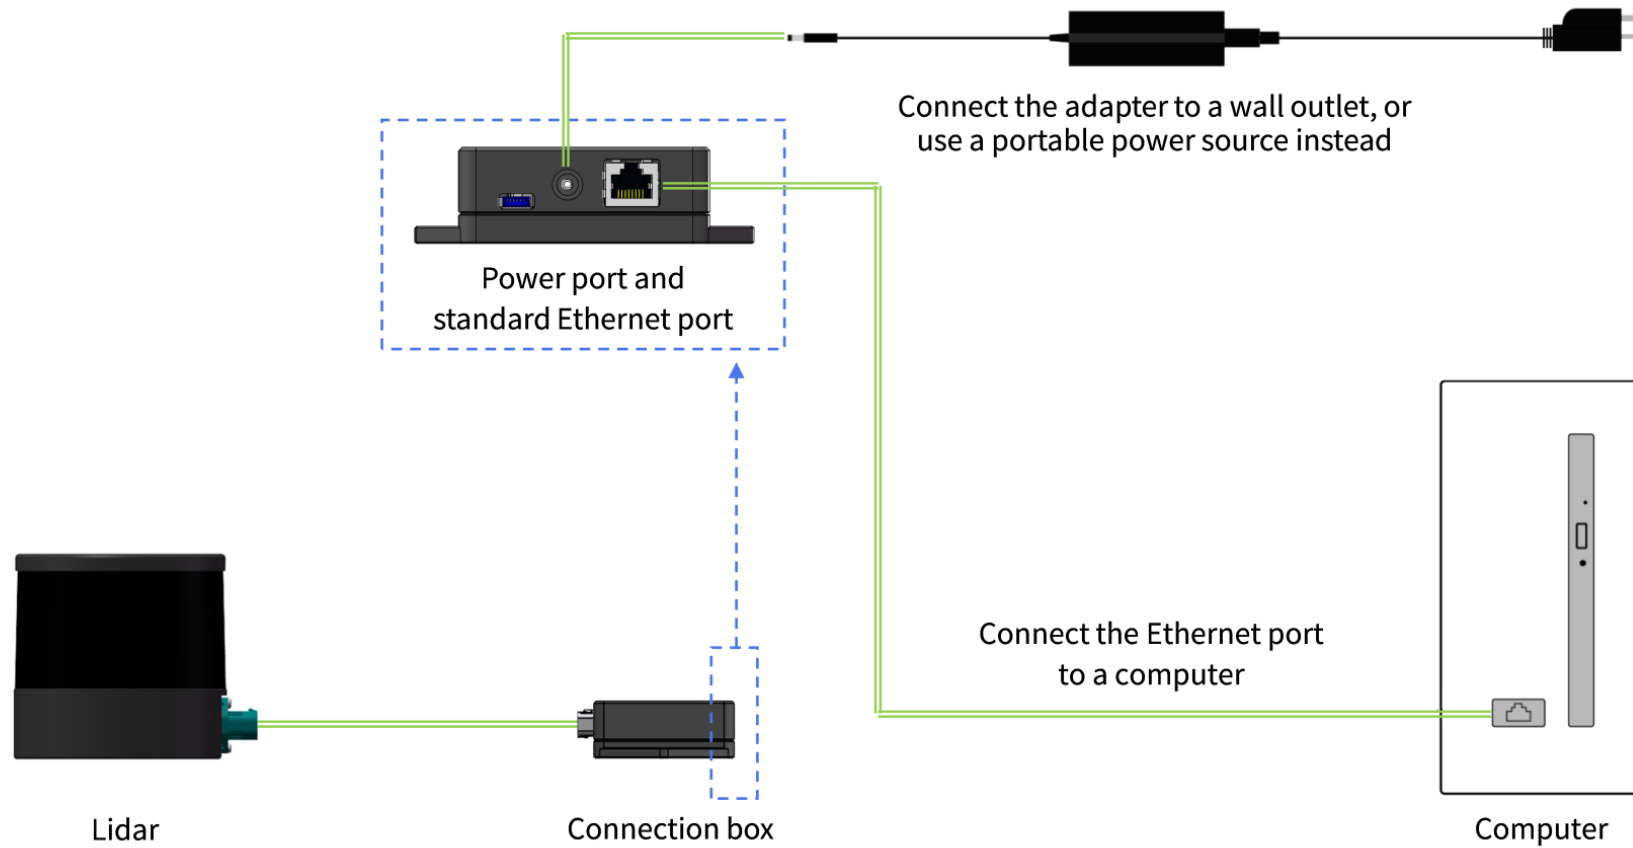 Connect the adapter to a wall outlet, or
use a portable power source instead
Power port and
standard Ethernet port
Connect the Ethernet port
to a computer
Lidar
Connection box
Computer